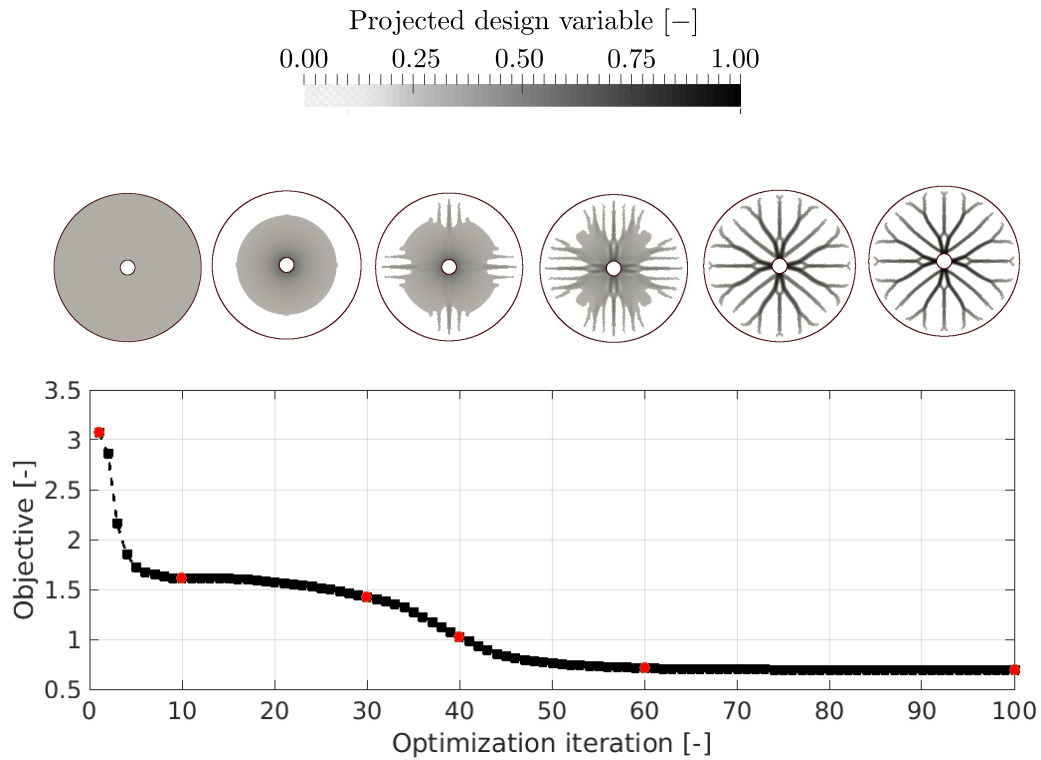 Projected design variable [−]
0.00 0.25 0.50 0.75 1.00
3.5
3
2.5
2
1.5
1
0.5
Objective [-]
0 10 20 30 40 50 60 70 80 90 100
Optimization iteration [-]